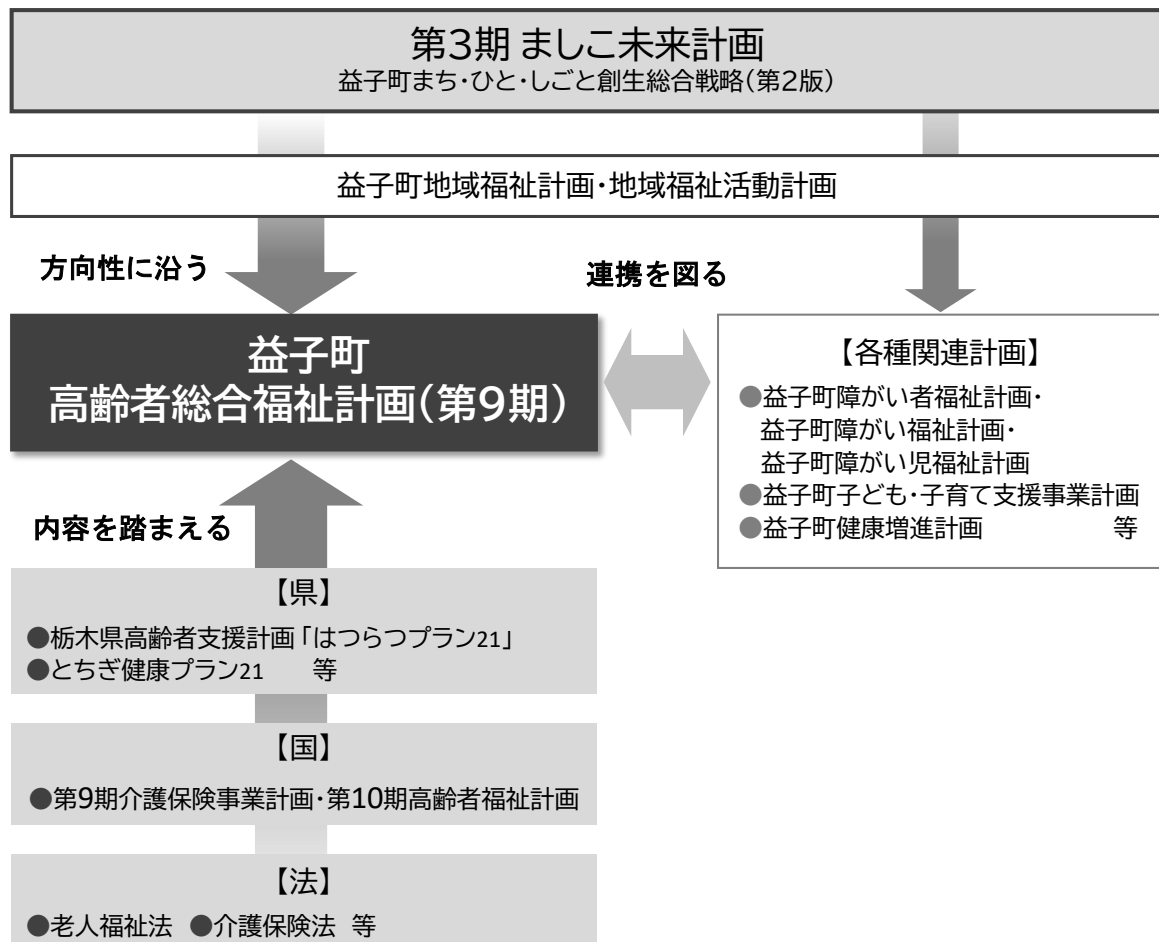 第3期 ましこ未来計画
益子町まち・ひと・しごと創生総合戦略(第2版)
益子町地域福祉計画・地域福祉活動計画
方向性に沿う
連携を図る
益子町
高齢者総合福祉計画(第9期)
【各種関連計画】
●益子町障がい者福祉計画・
益子町障がい福祉計画・
益子町障がい児福祉計画
●益子町子ども・子育て支援事業計画
●益子町健康増進計画 等
内容を踏まえる
【県】
●栃木県高齢者支援計画「はつらつプラン21」
●とちぎ健康プラン21 等
【国】
●第9期介護保険事業計画・第10期高齢者福祉計画
【法】
●老人福祉法 ●介護保険法 等